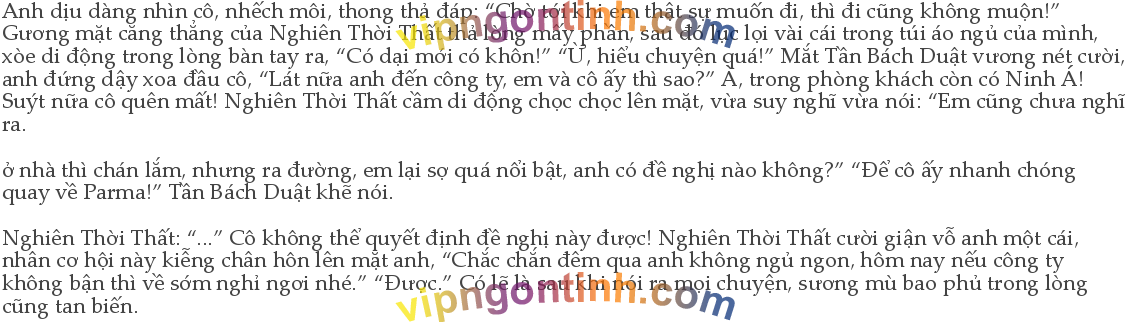 Anh dịu dàng nhìn cô, nhếch môi, thong thả đáp: “Chờ tới khi em thật sự muốn đi, thì đi cũng không muộn!”
vipngontinh.com
Gương mặt căng thẳng của Nghiên Thời Thất thả lỏng mấy phần, sau đó lục lọi vài cái trong túi áo ngủ của mình,
xòe di động trong lòng bàn tay ra, “Có dại mới có khôn!” “Ừ, hiểu chuyện quá!” Mắt Tần Bách Duật vương nét cười,
anh đứng dậy xoa đầu cô, “Lát nữa anh đến công ty, em và cô ấy thì sao?” À, trong phòng khách còn có Ninh Á!
Suýt nữa cô quên mất! Nghiên Thời Thất cầm di động chọc chọc lên mặt, vừa suy nghĩ vừa nói: “Em cũng chưa nghĩ
ra.
ở nhà thì chán lắm, nhưng ra đường, em lại sợ quá nổi bật, anh có đề nghị nào không?” “Để cô ấy nhanh chóng
quay về Parma!” Tần Bách Duật khẽ nói.
Nghiên Thời Thất: “...” Cô không thể quyết định đề nghị này được! Nghiên Thời Thất cười giận vỗ anh một cái,
nhân cơ hội này kiễng chân hôn lên mặt anh, “Chắc chắn đêm qua anh không ngủ ngon, hôm nay nếu công ty
không bận thì về sớm nghỉ ngơi nhé.” “Được.” Có lẽ là sau khi nói ra mọi chuyện, sương mù bao phủ trong lòng
vipngontinh.com
cũng tan biến.